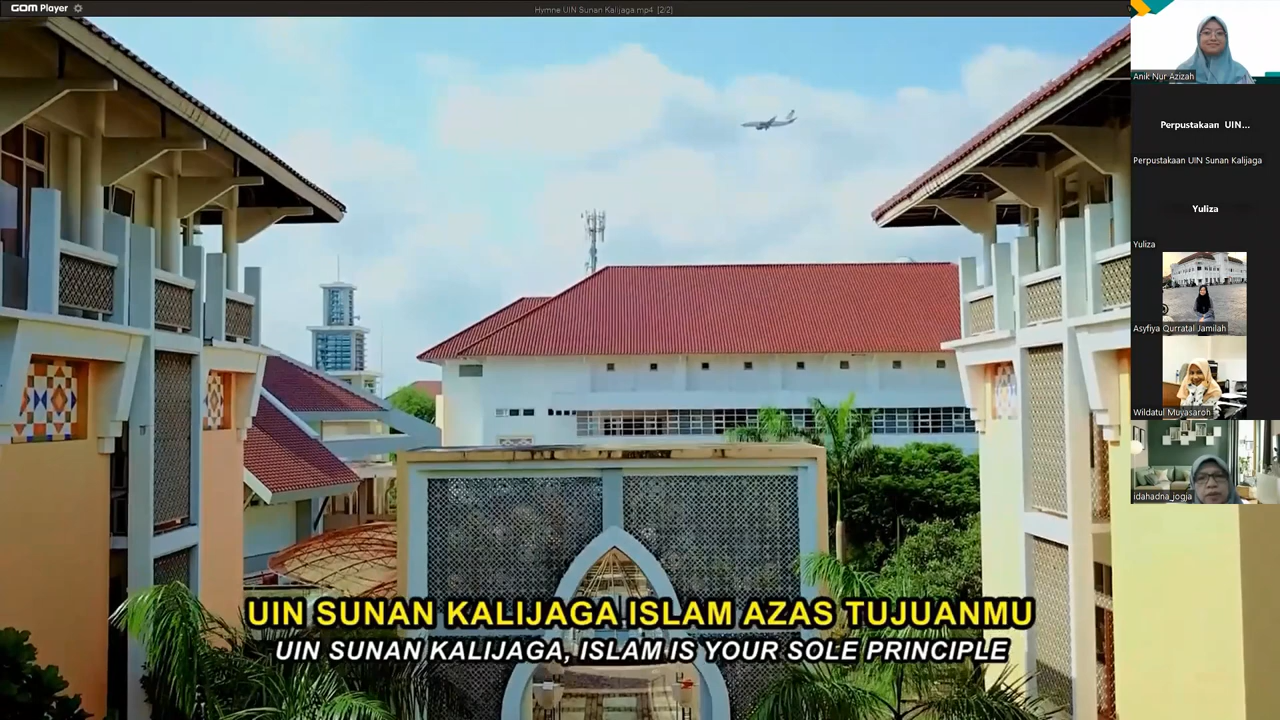 GOM Player
Hymne UIN Sunan Kalijaga.mp4 [2/2]
Anik Nur Azizah
Perpustakaan UIN...
Perpustakaan UIN Sunan Kalijaga
Yuliza
Yuliza
Asyfiya Qurratal Jamilah
Wildatul Muyasaroh
idahadna_jogja
UIN SUNAN KALIJAGA ISLAM AZAS TUJUANMU
UIN SUNAN KALIJAGA, ISLAM IS YOUR SOLE PRINCIPLE